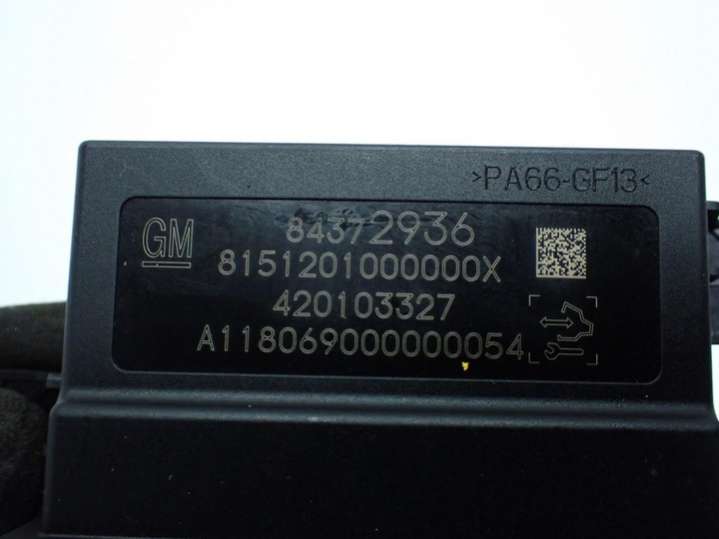 >PA66-GF13<
GM
84372936
8151201000000X
420103327
A118069000000054